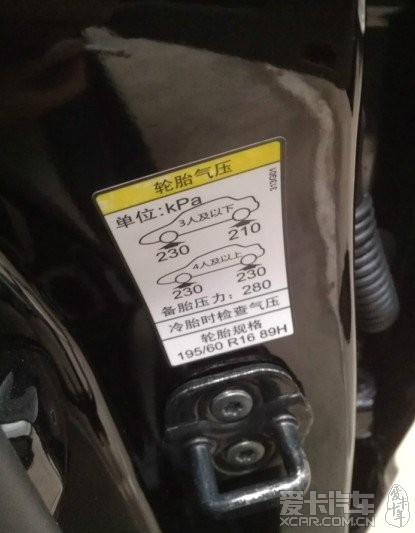 轮胎气压
单位:kPa
3人及以下
230 210
4人及以上
230 230
备胎压力：280
冷胎时检查气压
轮胎规格
195/60 R16 89H
爱卡汽车
XCAR.COM.CN